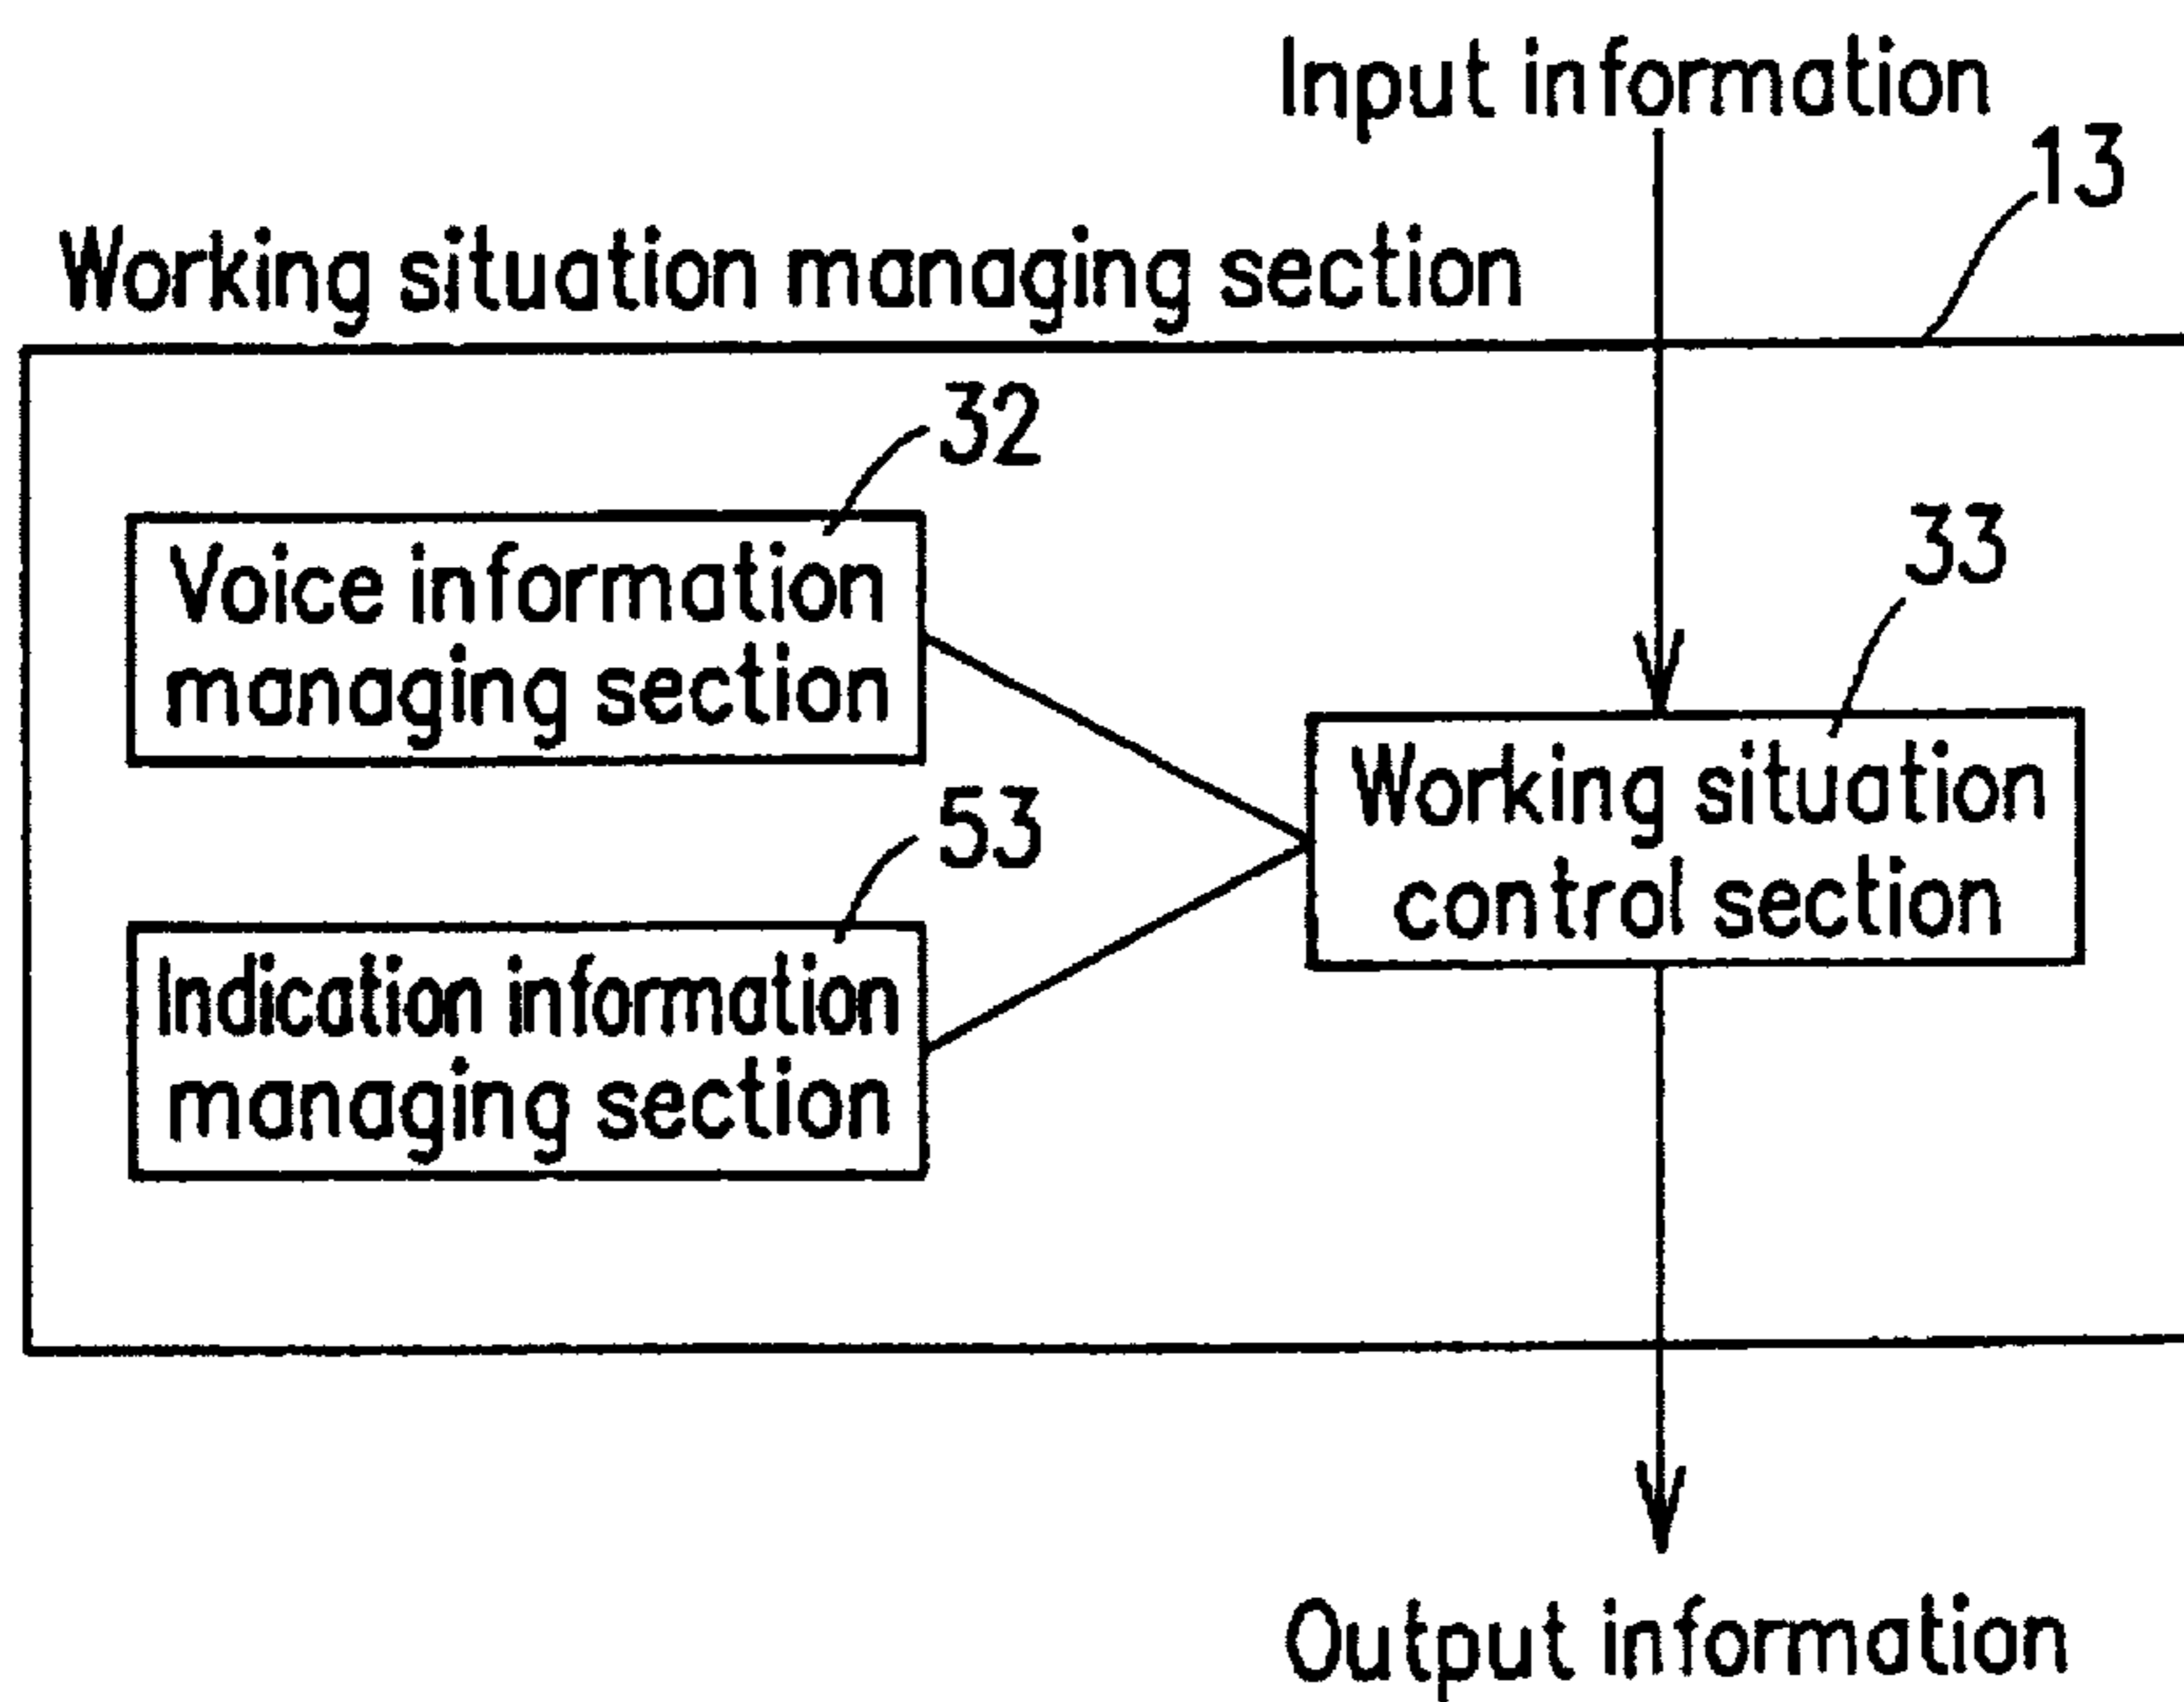 Input information
13
Working situation managing section
32
Voice information
managing section
33
Working situation
control section
53
Indication information
managing section
Output information